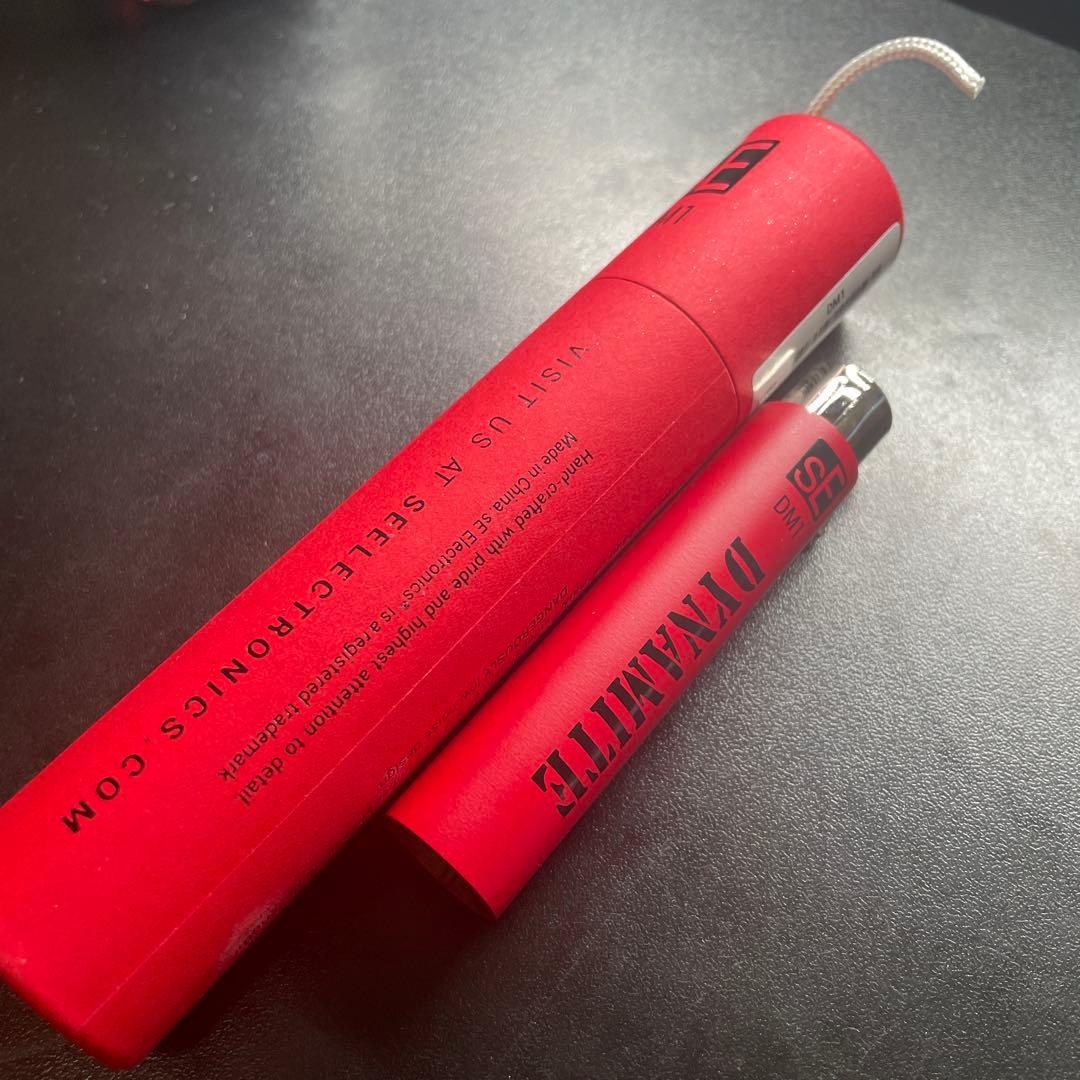 DM1
VISIT US AT SEELECTRONICS.COM
Hand-crafted with pride and highest attention to detail.
Made in China. sE Electronics® is a registered trademark
DANGEROUSLY
SE
DM1
DYNAMITE